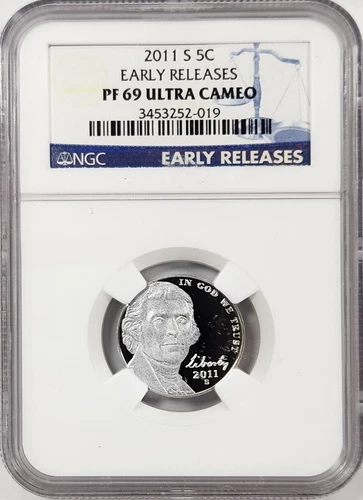 2011 S 5C
EARLY RELEASES
PF 69 ULTRA CAMEO
3453252-019
NGC EARLY RELEASES
IN GOD WE TRUST
Liberty
2011
S